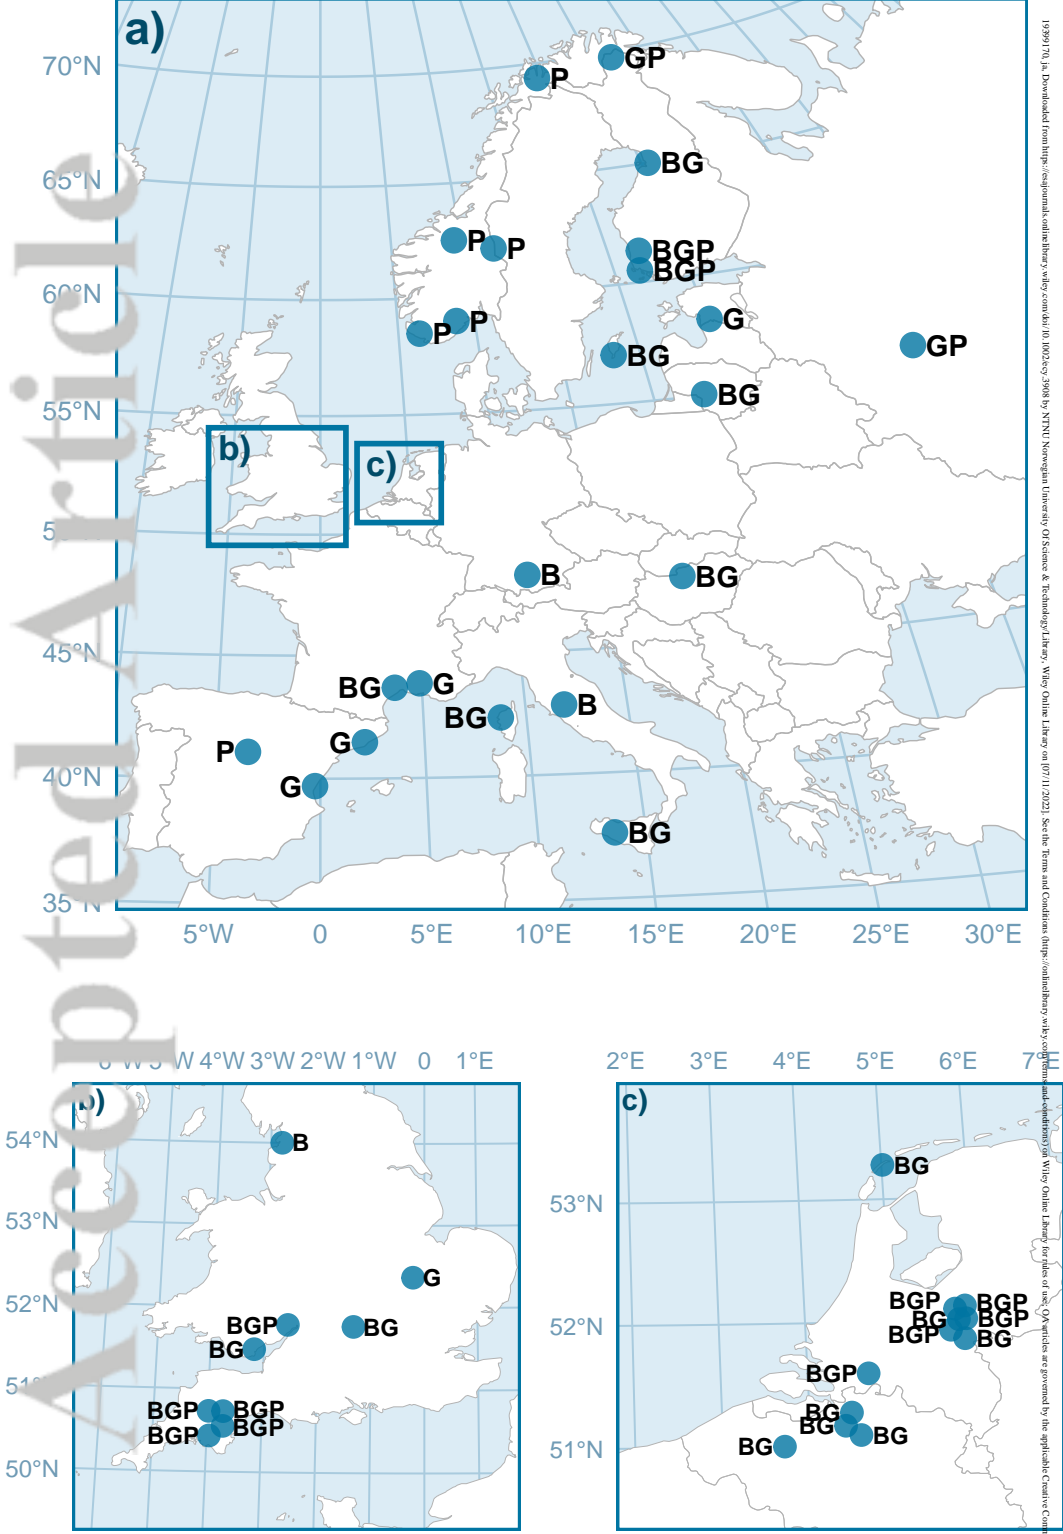 a)
70°N
GP
P
BG
65°N
P
P
BGP
BGP
60°N
P
P
G
GP
BG
BG
55°N
b)
c)
B
BG
45°N
BG
G
BG
B
P
G
40°N
G
BG
35°N
5°W 0 5°E 10°E 15°E 20°E 25°E 30°E
6°W 5°W 4°W 3°W 2°W 1°W 0 1°E
b)
54°N
B
53°N
G
52°N
BGP
BG
BG
51°N
BGP
BGP
BGP
BGP
50°N
2°E 3°E 4°E 5°E 6°E 7°E
c)
BG
53°N
BGP
BGP
BG
BGP
52°N
BGP
BG
BGP
BG
BG
BG
BG
51°N
Accepted Article
19399170, ja, Downloaded from https://esajournals.onlinelibrary.wiley.com/doi/10.1002/ecy.3908 by NTNU Norwegian University Of Science & Technology/Library, Wiley Online Library on [07/11/2022]. See the Terms and Conditions (https://onlinelibrary.wiley.com/terms-and-conditions) on Wiley Online Library for rules of use; OA articles are governed by the applicable Creative Com